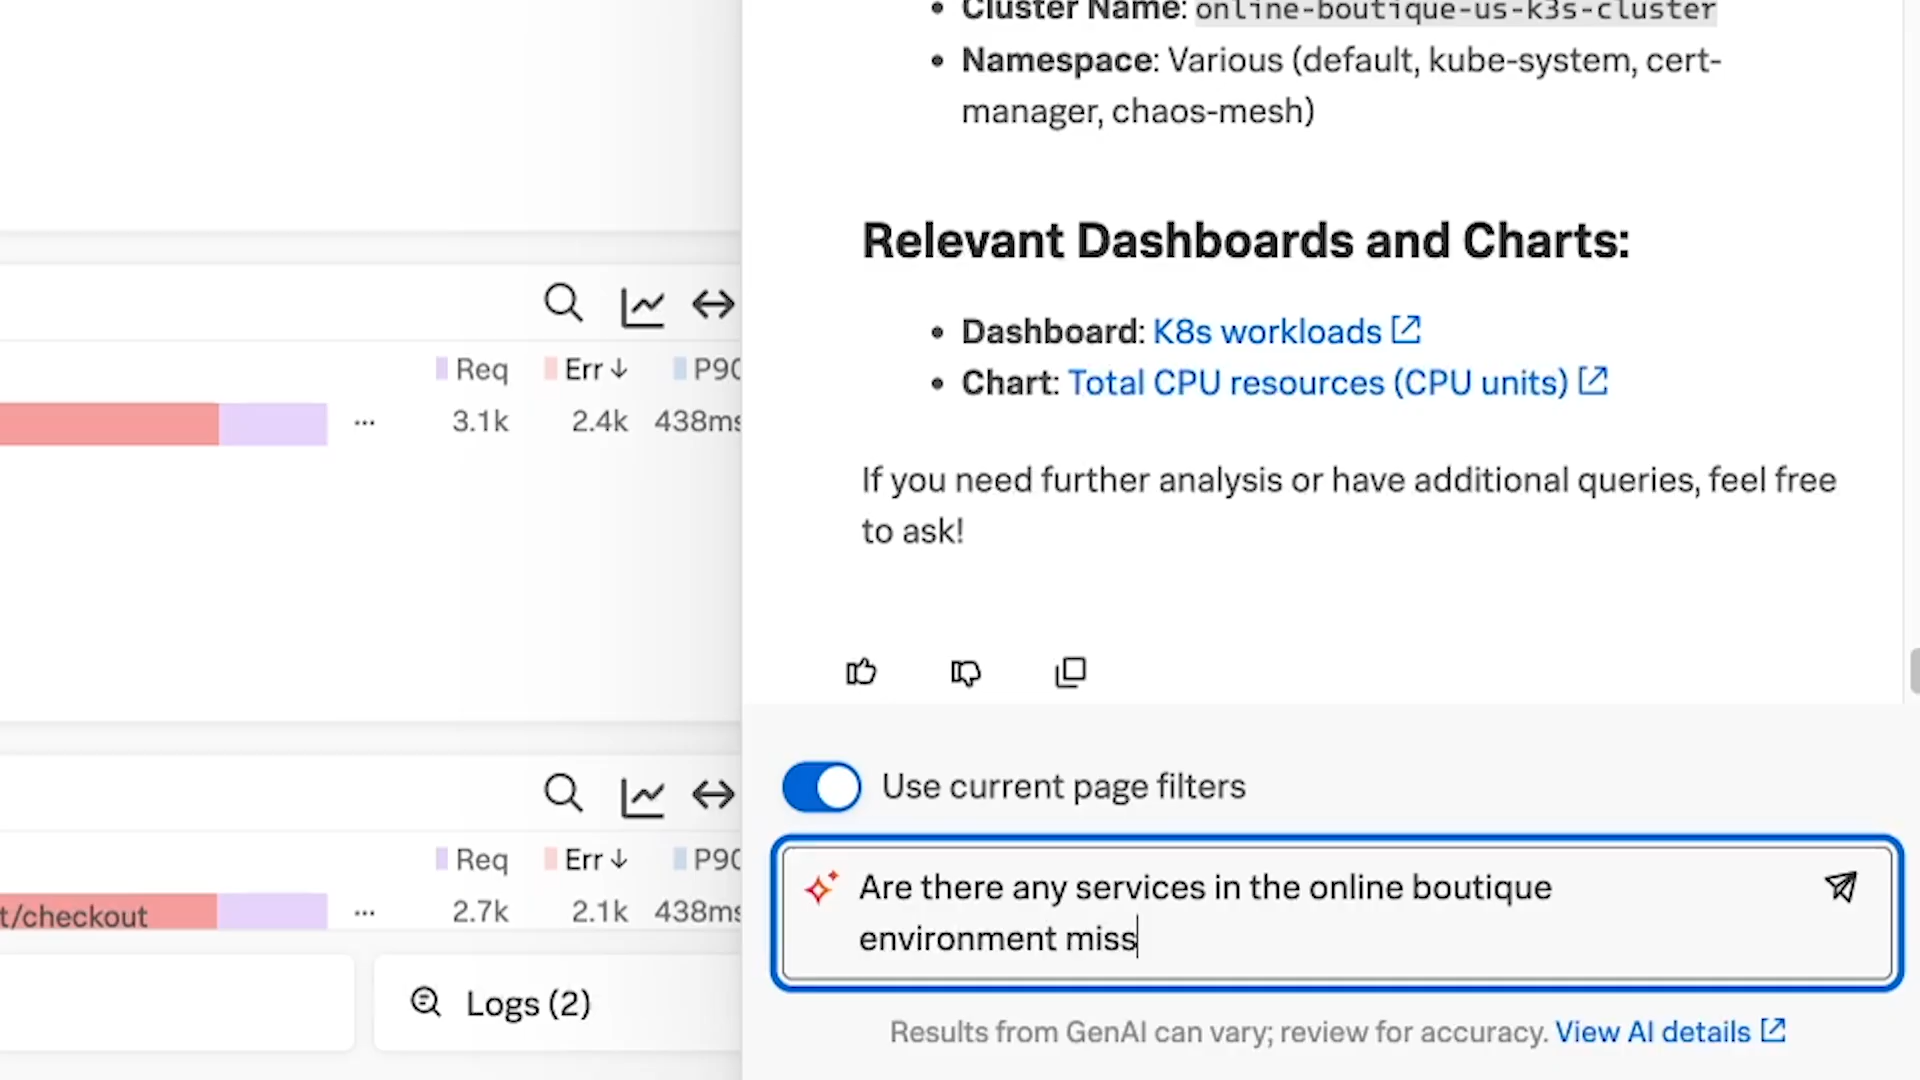 Cluster Name: online-boutique-us-k3s-cluster
Namespace: Various (default, kube-system, cert-
manager, chaos-mesh)
Relevant Dashboards and Charts:
Dashboard: K8s workloads
Chart: Total CPU resources (CPU units)
If you need further analysis or have additional queries, feel free
to ask!
Use current page filters
Are there any services in the online boutique
environment miss
Results from GenAI can vary; review for accuracy. View AI details
Req Err↓ P90
... 3.1k 2.4k 438ms
Req Err↓ P90
t/checkout ... 2.7k 2.1k 438ms
Logs (2)